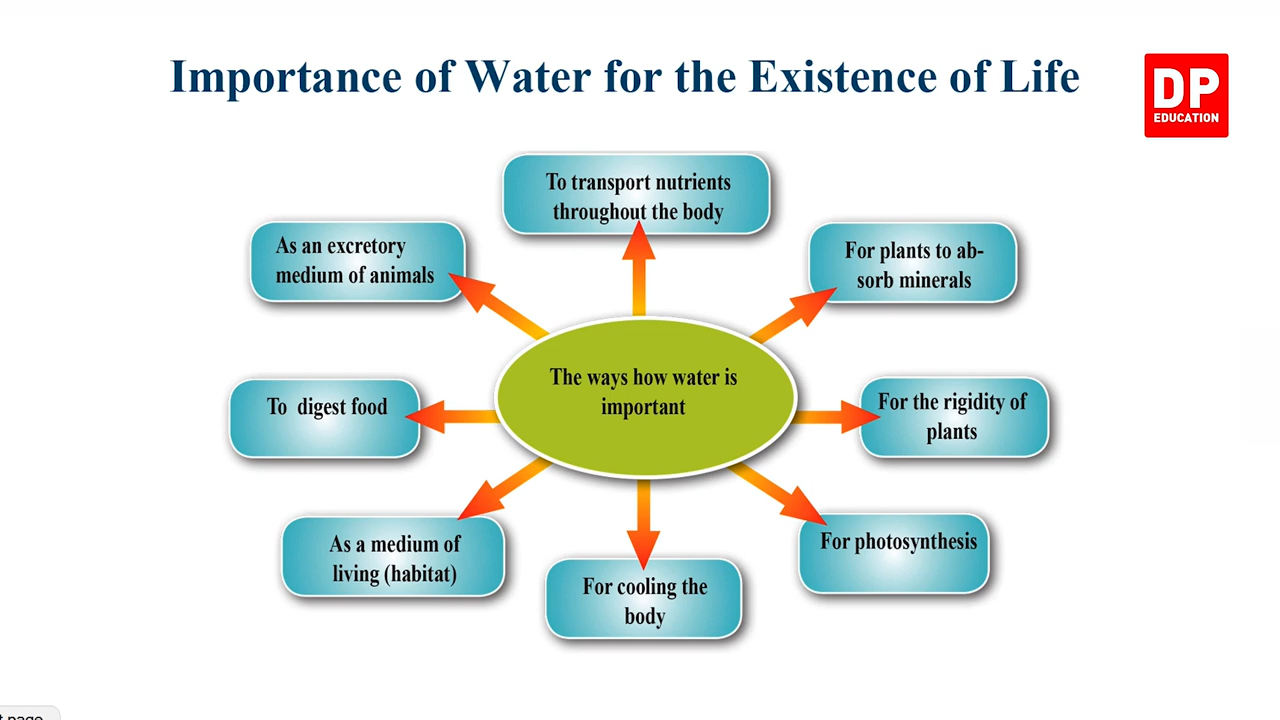 Importance of Water for the Existence of Life
DP
EDUCATION
To transport nutrients
throughout the body
As an excretory
medium of animals
For plants to ab-
sorb minerals
The ways how water is
important
To digest food
For the rigidity of
plants
As a medium of
living (habitat)
For cooling the
body
For photosynthesis
page